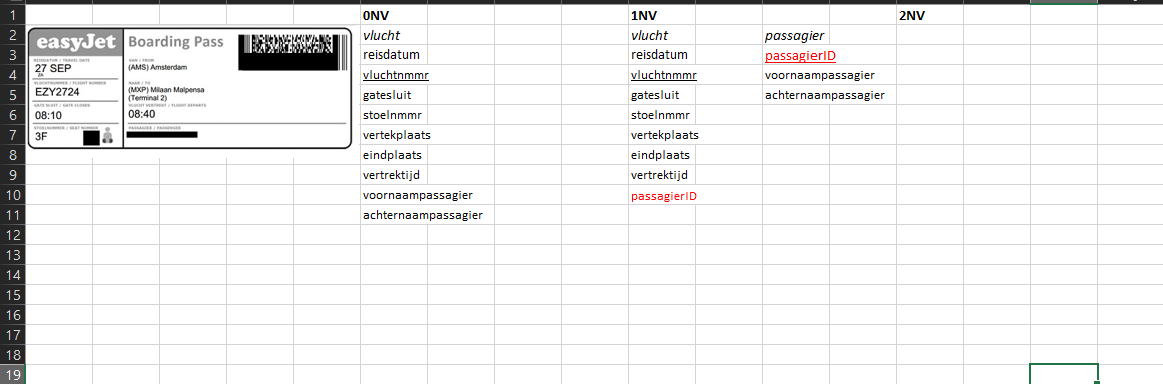 1 0NV 1NV 2NV
2 vlucht vlucht passagier
3 reisdatum reisdatum passagierID
4 vluchtnmmr vluchtnmmr voornaampassagier
5 gatesluit gatesluit achternaampassagier
6 stoelnmmr stoelnmmr
7 vertekplaats vertekplaats
8 eindplaats eindplaats
9 vertrektijd vertrektijd
10 voornaampassagier passagierID
11 achternaampassagier
12
13
14
15
16
17
18
19
easyJet Boarding Pass
REISDATUM / TRAVEL DATE
27 SEP
ZA
VLUCHTNUMMER / FLIGHT NUMBER
EZY2724
GATE SLUIT / GATE CLOSES
08:10
STOELNUMMER / SEAT NUMBER
3F
VAN / FROM
(AMS) Amsterdam
NAAR / TO
(MXP) Milaan Malpensa
(Terminal 2)
VLUCHT VERTREKT / FLIGHT DEPARTS
08:40
PASSAGIER / PASSENGER